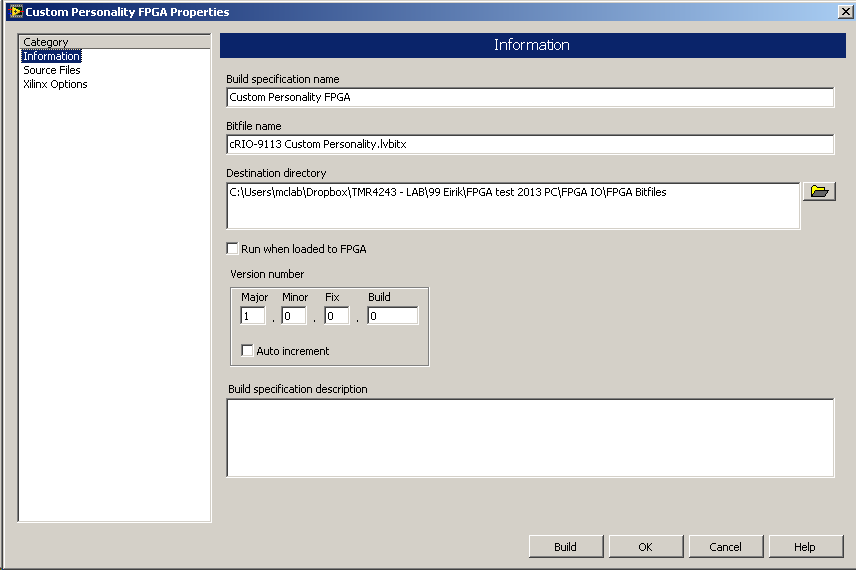 Custom Personality FPGA Properties
Category
Information
Source Files
Xilinx Options
Information
Build specification name
Custom Personality FPGA
Bitfile name
cRIO-9113 Custom Personality.lvbitx
Destination directory
C:\Users\mclab\Dropbox\TMR4243 - LAB\99 Eirik\FPGA test 2013 PC\FPGA IO\FPGA Bitfiles
Run when loaded to FPGA
Version number
Major Minor Fix Build
1 . 0 . 0 . 0
Auto increment
Build specification description
Build OK Cancel Help